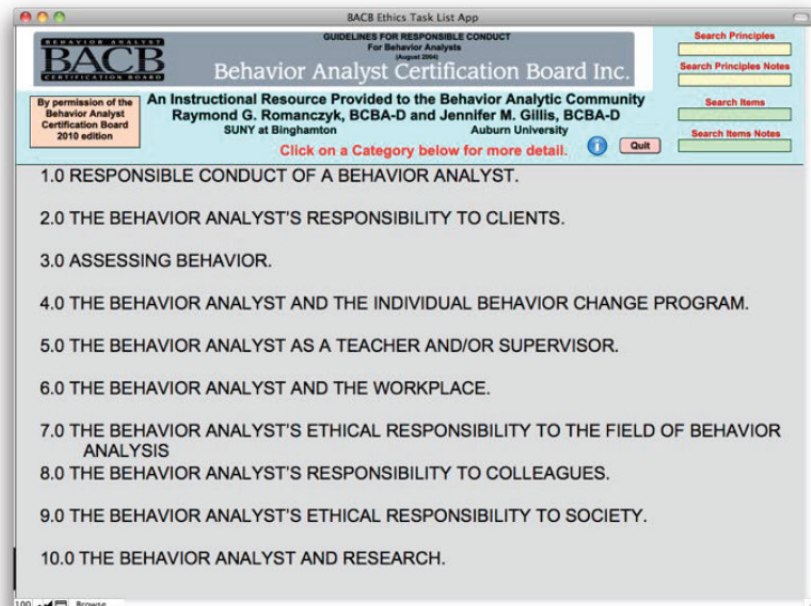 BACB Ethics Task List App
BEHAVIOR ANALYST
BACB
CERTIFICATION BOARD
GUIDELINES FOR RESPONSIBLE CONDUCT
For Behavior Analysts
(August 2004)
Behavior Analyst Certification Board Inc.
Search Principles
Search Principles Notes
Search Items
Search Items Notes
By permission of the
Behavior Analyst
Certification Board
2010 edition
An Instructional Resource Provided to the Behavior Analytic Community
Raymond G. Romanczyk, BCBA-D and Jennifer M. Gillis, BCBA-D
SUNY at Binghamton Auburn University
Click on a Category below for more detail.
i
Quit
1.0 RESPONSIBLE CONDUCT OF A BEHAVIOR ANALYST.
2.0 THE BEHAVIOR ANALYST'S RESPONSIBILITY TO CLIENTS.
3.0 ASSESSING BEHAVIOR.
4.0 THE BEHAVIOR ANALYST AND THE INDIVIDUAL BEHAVIOR CHANGE PROGRAM.
5.0 THE BEHAVIOR ANALYST AS A TEACHER AND/OR SUPERVISOR.
6.0 THE BEHAVIOR ANALYST AND THE WORKPLACE.
7.0 THE BEHAVIOR ANALYST'S ETHICAL RESPONSIBILITY TO THE FIELD OF BEHAVIOR
ANALYSIS
8.0 THE BEHAVIOR ANALYST'S RESPONSIBILITY TO COLLEAGUES.
9.0 THE BEHAVIOR ANALYST'S ETHICAL RESPONSIBILITY TO SOCIETY.
10.0 THE BEHAVIOR ANALYST AND RESEARCH.
100 Browse